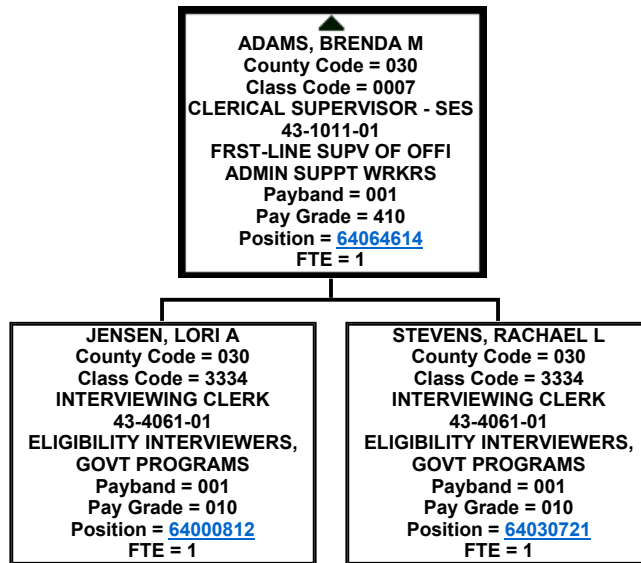 ADAMS, BRENDA M
County Code = 030
Class Code = 0007
CLERICAL SUPERVISOR - SES
43-1011-01
FRST-LINE SUPV OF OFFI
ADMIN SUPPT WRKRS
Payband = 001
Pay Grade = 410
Position = 64064614
FTE = 1
JENSEN, LORI A
County Code = 030
Class Code = 3334
INTERVIEWING CLERK
43-4061-01
ELIGIBILITY INTERVIEWERS,
GOVT PROGRAMS
Payband = 001
Pay Grade = 010
Position = 64000812
FTE = 1
STEVENS, RACHAEL L
County Code = 030
Class Code = 3334
INTERVIEWING CLERK
43-4061-01
ELIGIBILITY INTERVIEWERS,
GOVT PROGRAMS
Payband = 001
Pay Grade = 010
Position = 64030721
FTE = 1